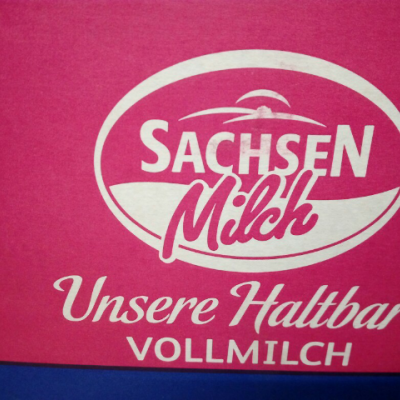 SACHSEN
Milch
Unsere Haltbar
VOLLMILCH